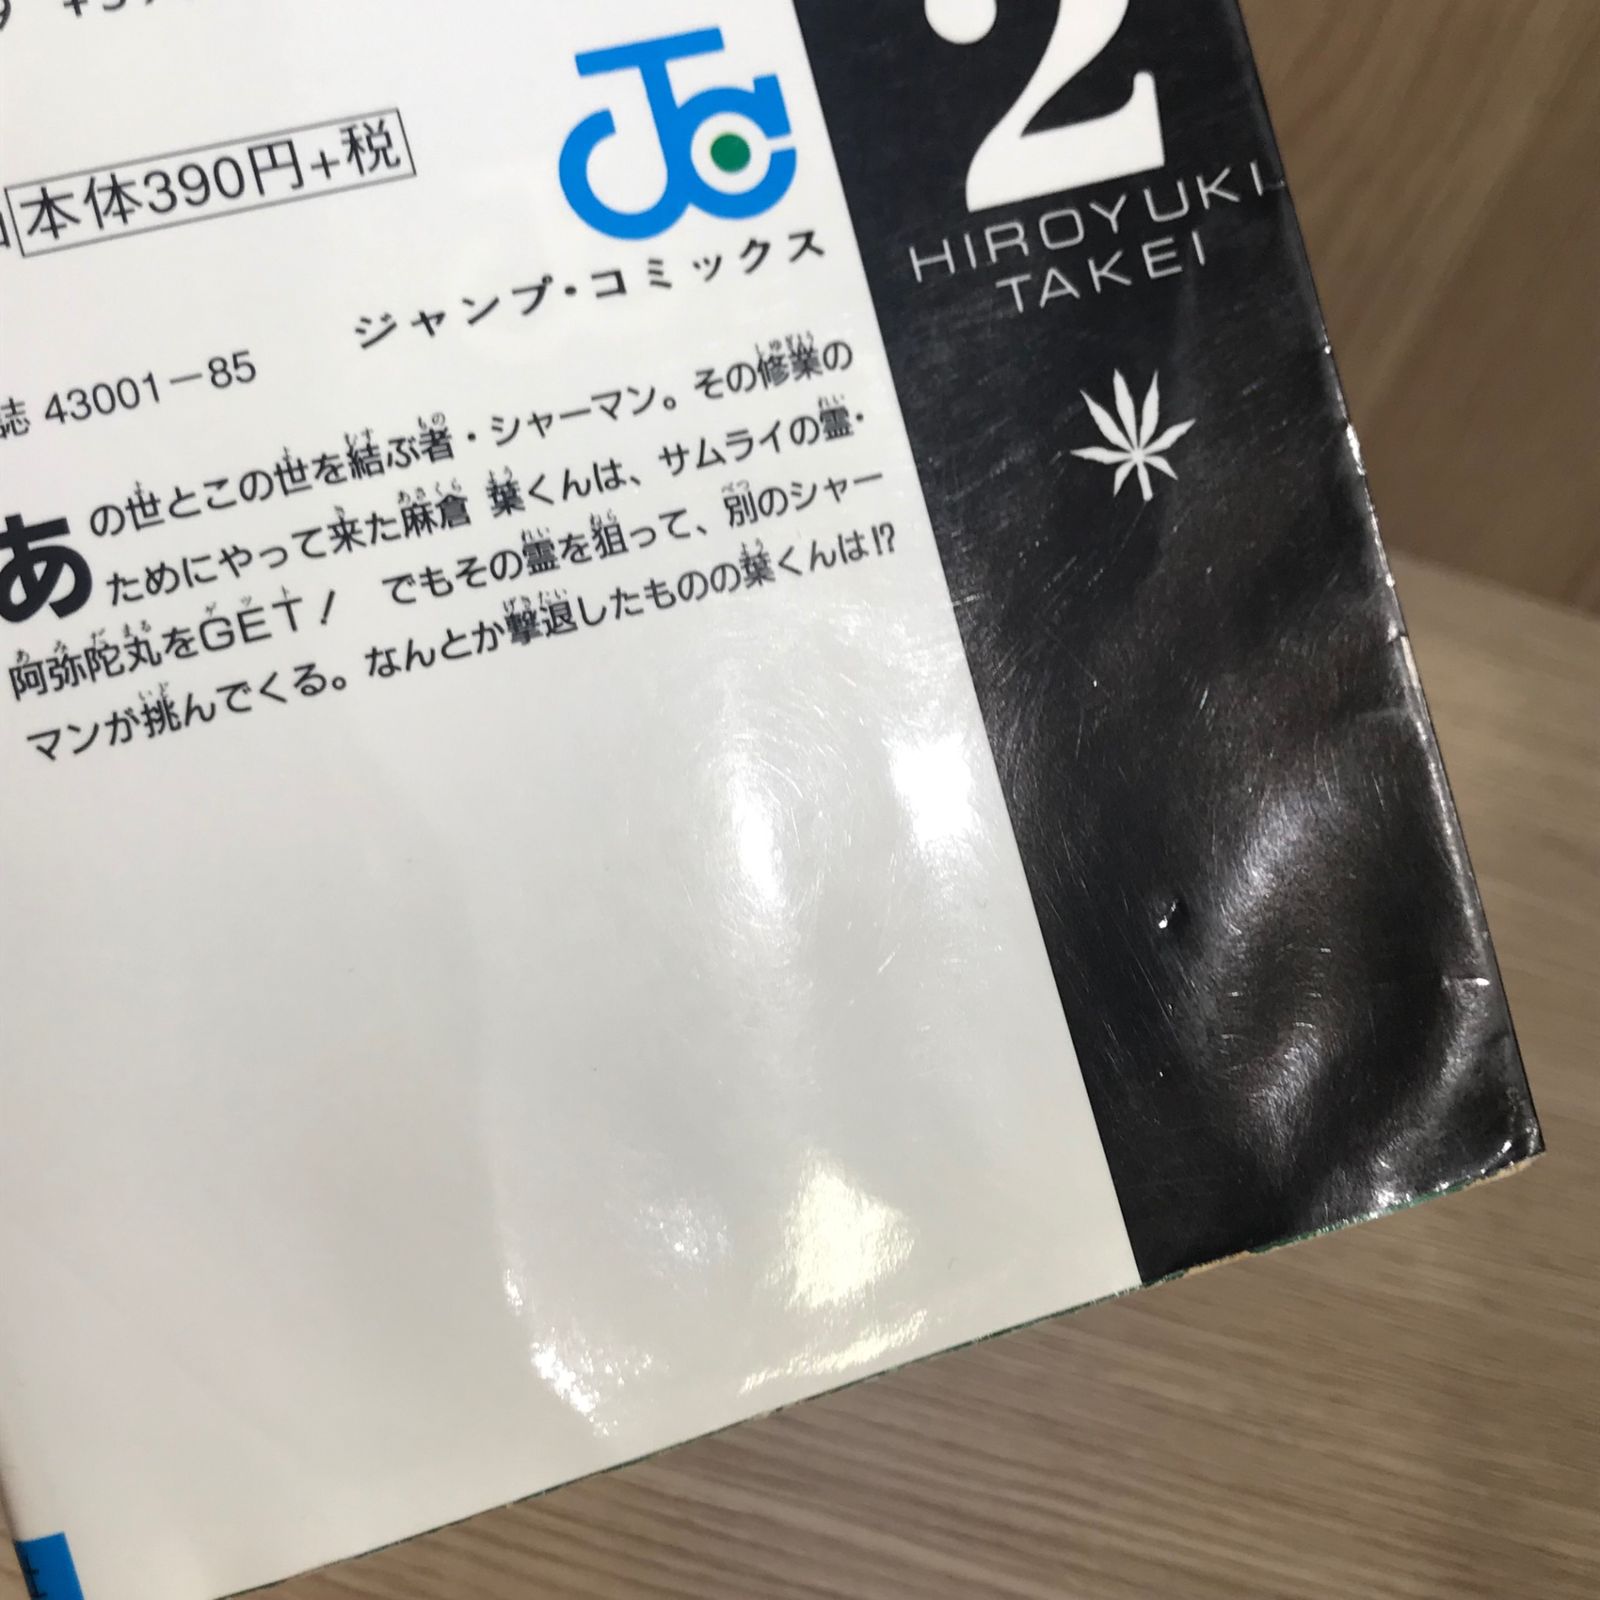 本体390円+税
JC
ジャンプ・コミックス
誌 43001-85
あの世とこの世を結ぶ者・シャーマン。その修業の
ためにやって来た麻倉 葉くんは、サムライの霊・
阿弥陀丸をGET! でもその霊を狙って、別のシャー
マンが挑んでくる。なんとか撃退したものの葉くんは!?
2
HIROYUKI
TAKEI